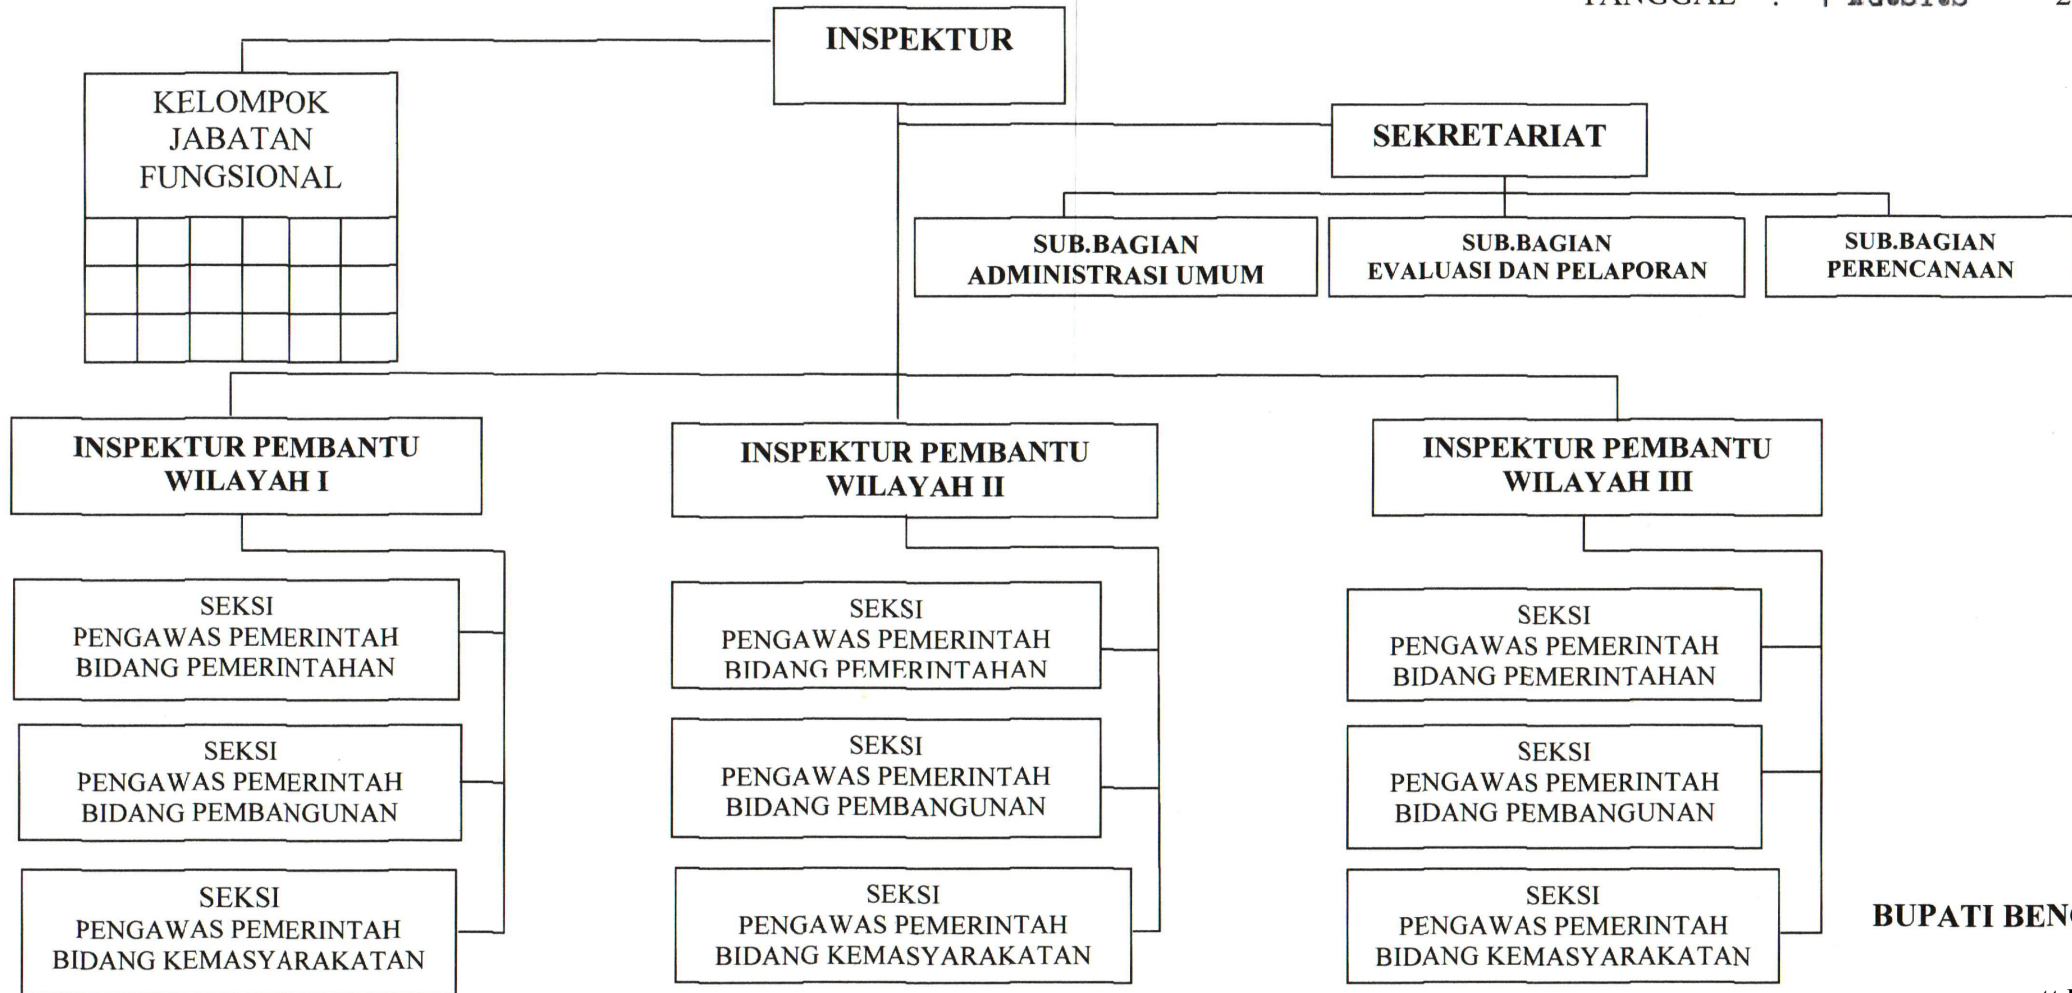 TANGGAL :
INSPEKTUR
KELOMPOK
JABATAN
FUNGSIONAL
SEKRETARIAT
SUB.BAGIAN
ADMINISTRASI UMUM
SUB.BAGIAN
EVALUASI DAN PELAPORAN
SUB.BAGIAN
PERENCANAAN
INSPEKTUR PEMBANTU
WILAYAH I
INSPEKTUR PEMBANTU
WILAYAH II
INSPEKTUR PEMBANTU
WILAYAH III
SEKSI
PENGAWAS PEMERINTAH
BIDANG PEMERINTAHAN
SEKSI
PENGAWAS PEMERINTAH
BIDANG PEMERINTAHAN
SEKSI
PENGAWAS PEMERINTAH
BIDANG PEMERINTAHAN
SEKSI
PENGAWAS PEMERINTAH
BIDANG PEMBANGUNAN
SEKSI
PENGAWAS PEMERINTAH
BIDANG PEMBANGUNAN
SEKSI
PENGAWAS PEMERINTAH
BIDANG PEMBANGUNAN
SEKSI
PENGAWAS PEMERINTAH
BIDANG KEMASYARAKATAN
SEKSI
PENGAWAS PEMERINTAH
BIDANG KEMASYARAKATAN
SEKSI
PENGAWAS PEMERINTAH
BIDANG KEMASYARAKATAN
BUPATI